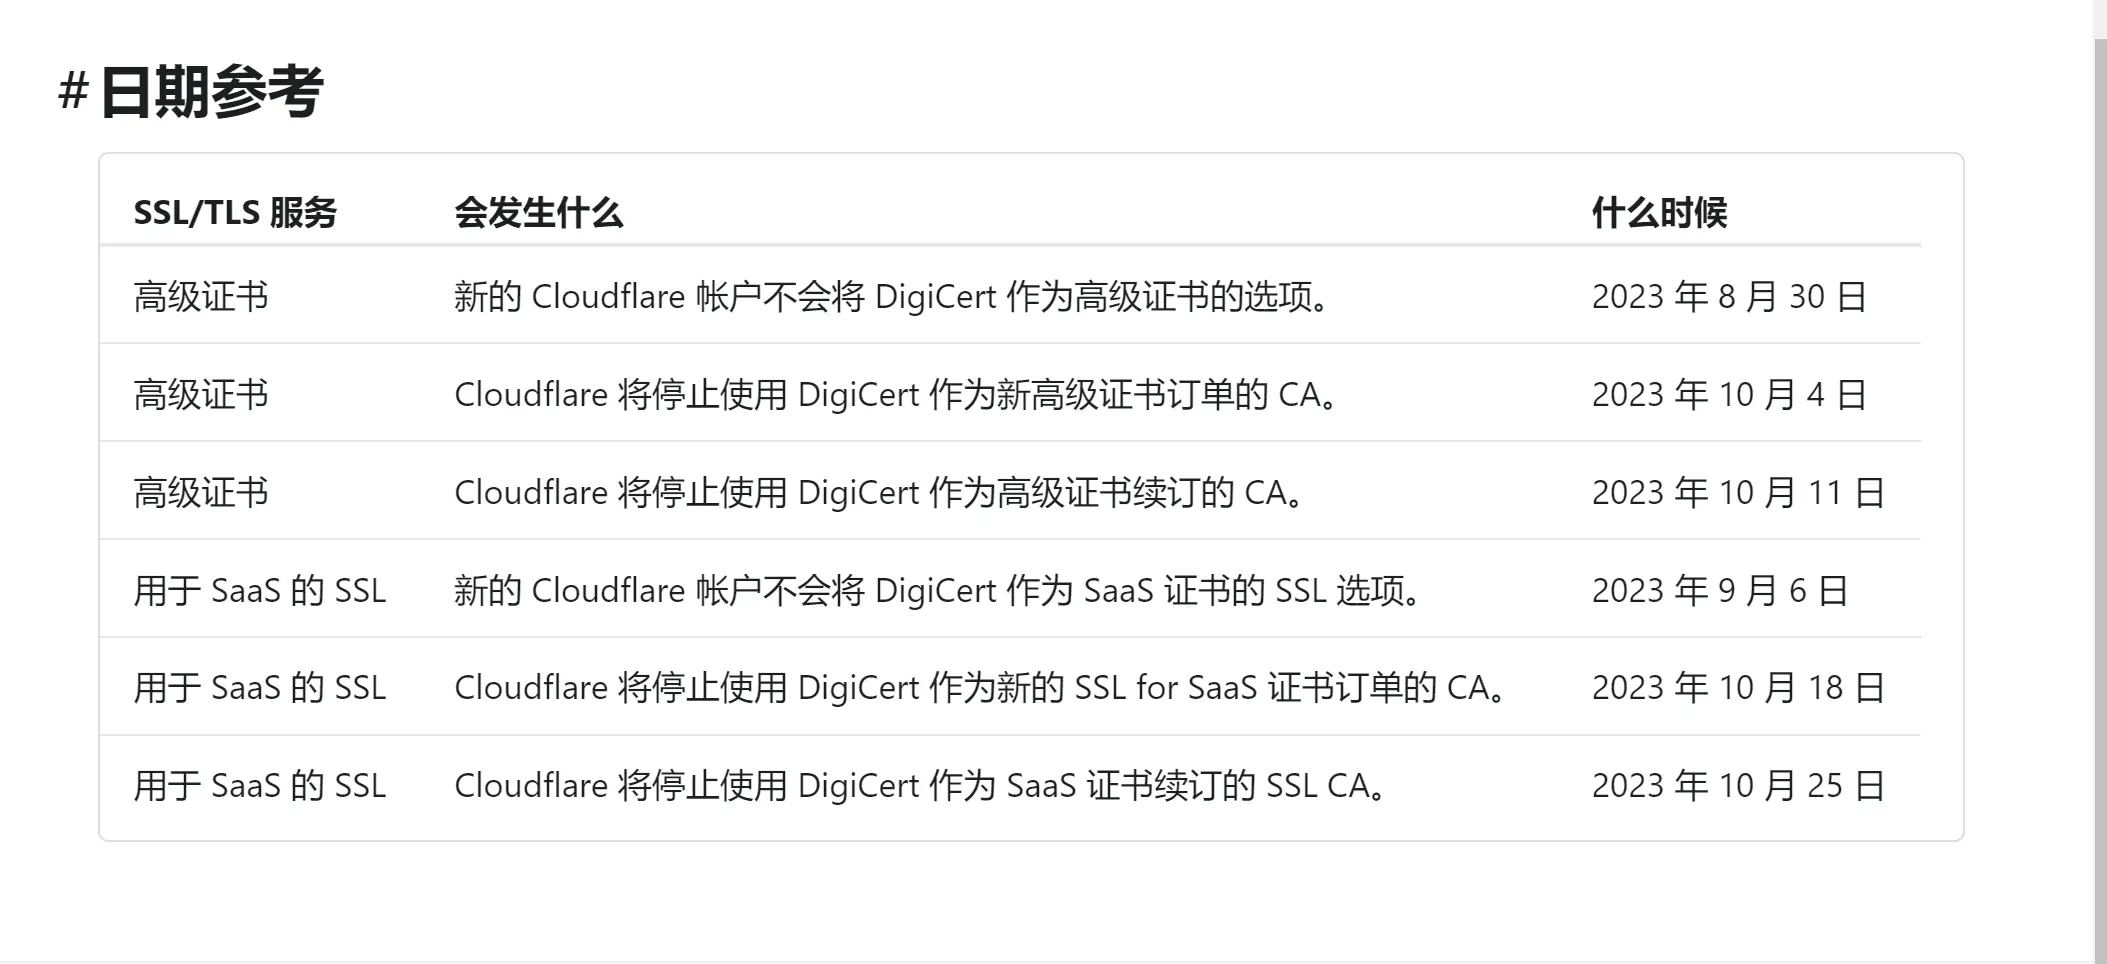 #日期参考
SSL/TLS 服务 会发生什么 什么时候
高级证书 新的 Cloudflare 帐户不会将 DigiCert 作为高级证书的选项。 2023 年 8 月 30 日
高级证书 Cloudflare 将停止使用 DigiCert 作为新高级证书订单的 CA。 2023 年 10 月 4 日
高级证书 Cloudflare 将停止使用 DigiCert 作为高级证书续订的 CA。 2023 年 10 月 11 日
用于 SaaS 的 SSL 新的 Cloudflare 帐户不会将 DigiCert 作为 SaaS 证书的 SSL 选项。 2023 年 9 月 6 日
用于 SaaS 的 SSL Cloudflare 将停止使用 DigiCert 作为新的 SSL for SaaS 证书订单的 CA。 2023 年 10 月 18 日
用于 SaaS 的 SSL Cloudflare 将停止使用 DigiCert 作为 SaaS 证书续订的 SSL CA。 2023 年 10 月 25 日